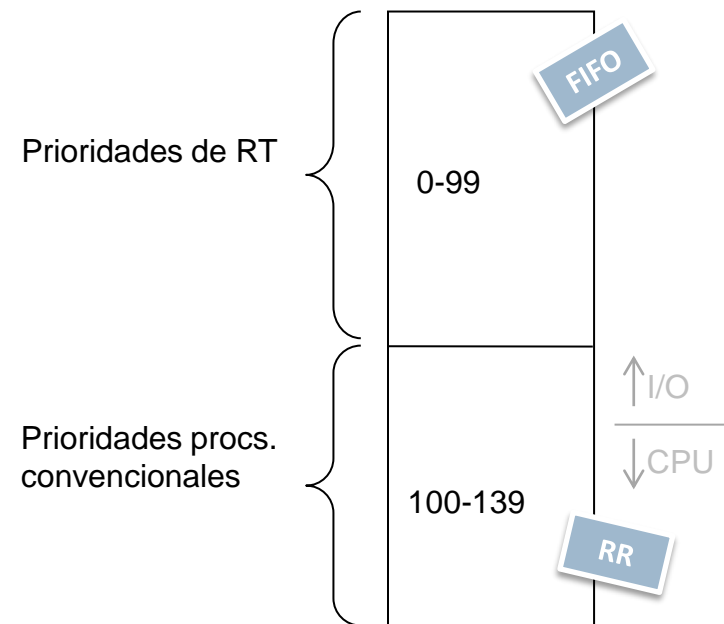 FIFO
Prioridades de RT
0-99
I/O
Prioridades procs.
convencionales
CPU
100-139
RR